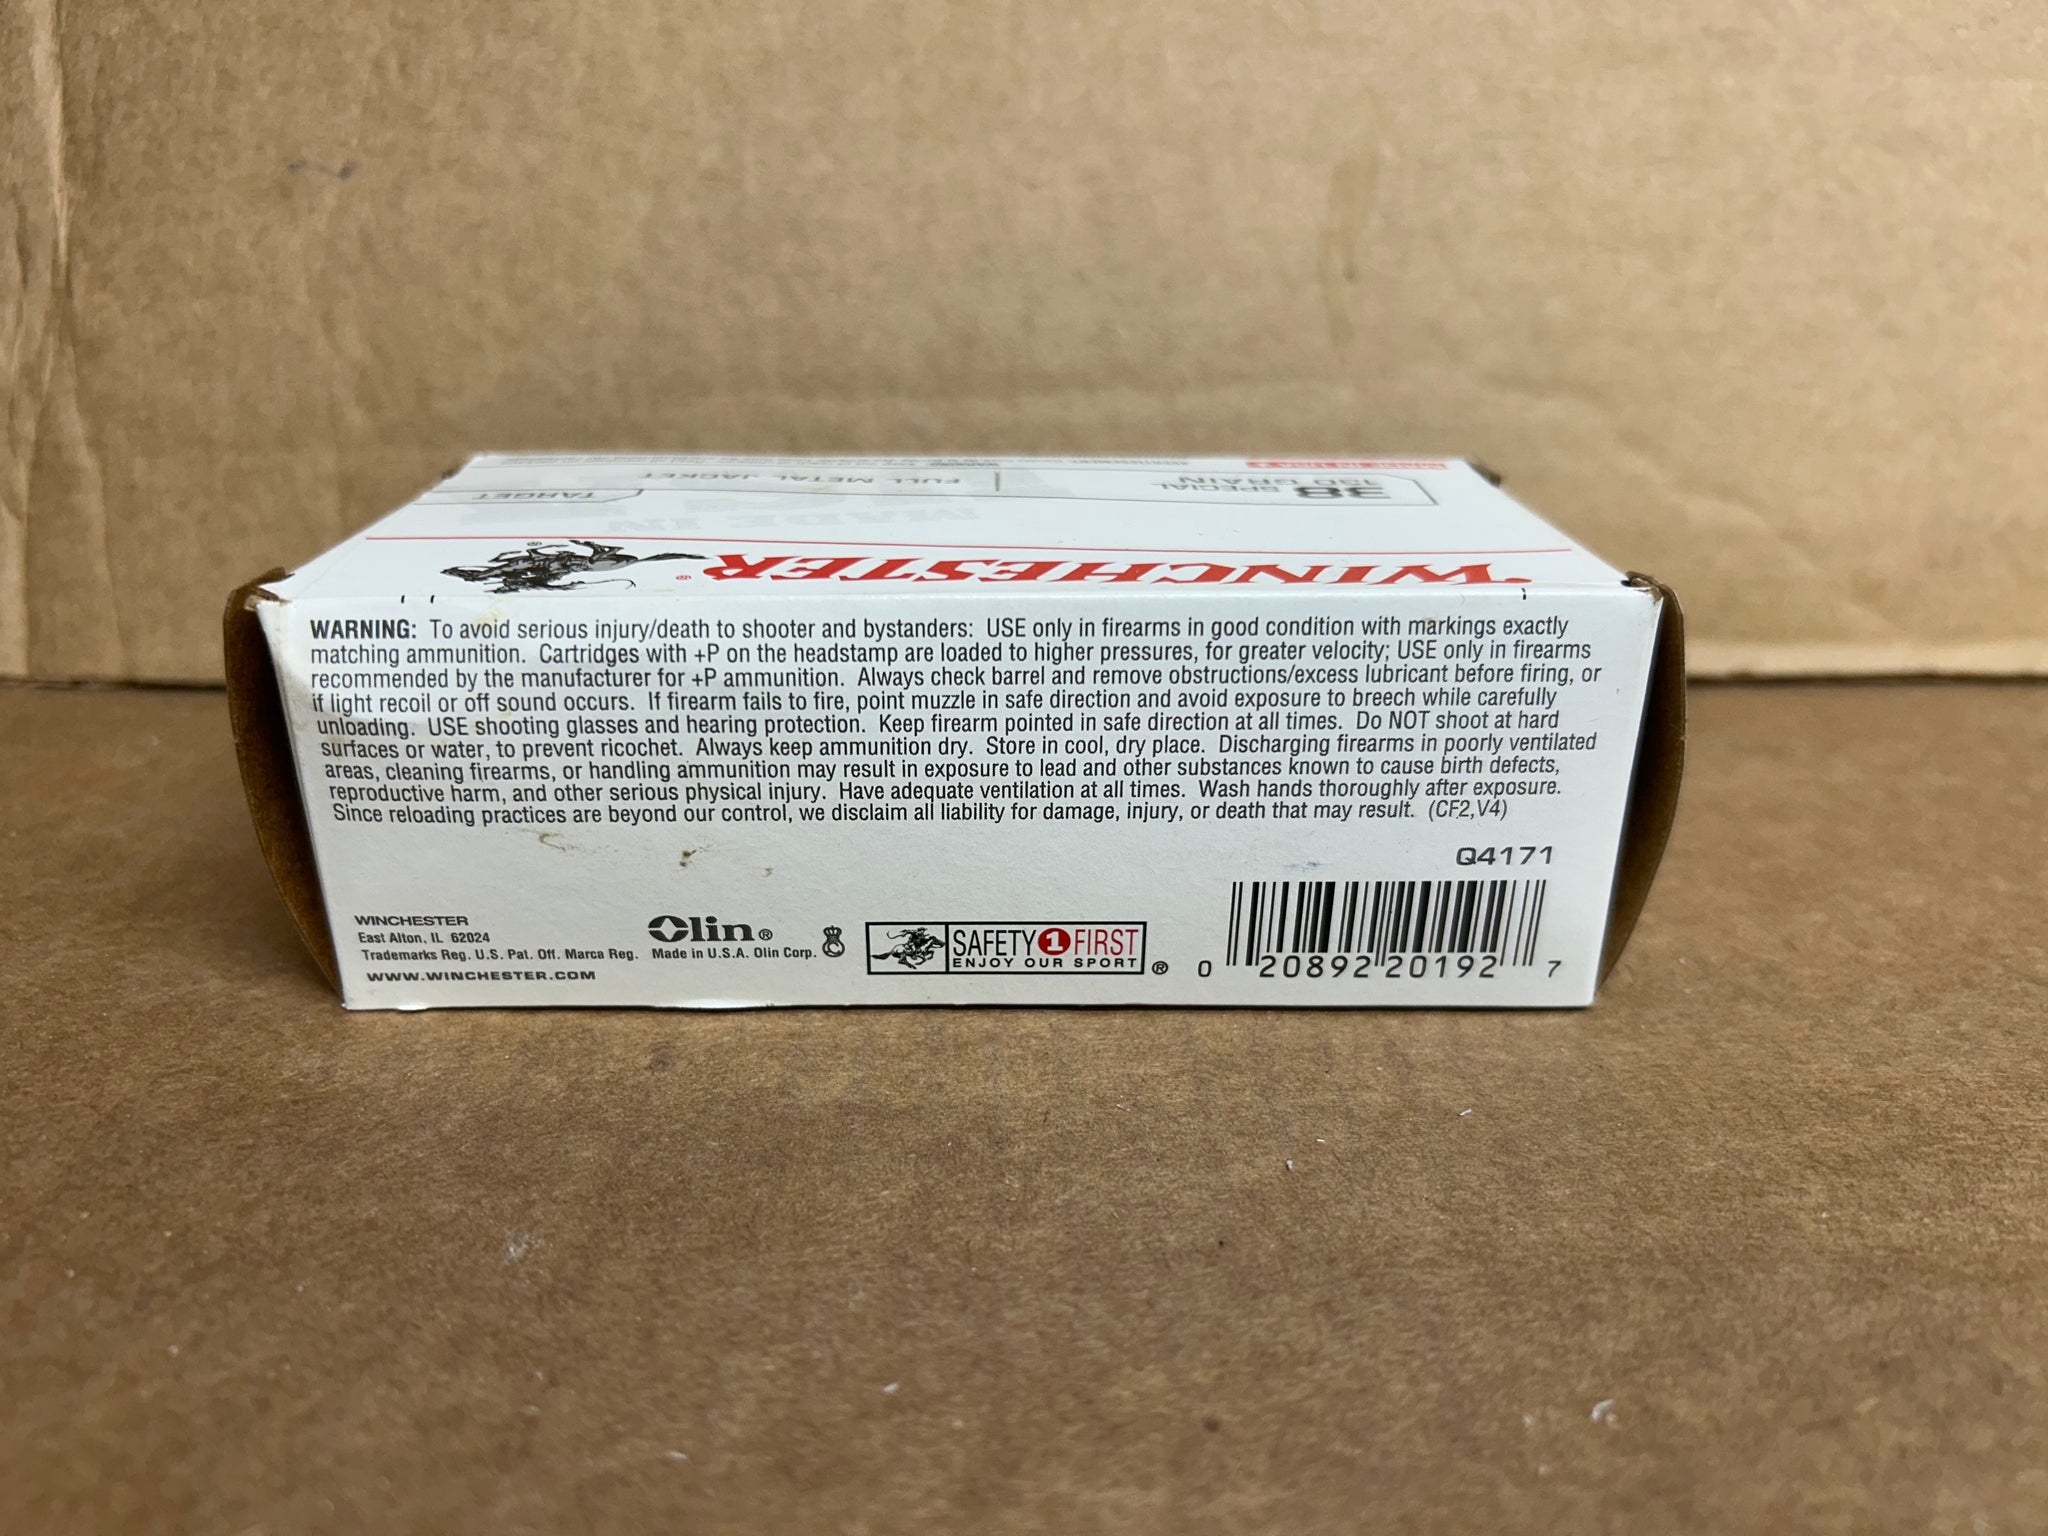 MADE IN USA
38 SPECIAL
130 GRAIN
FULL METAL JACKET
TARGET
MADE IN
WINCHESTER®
WARNING: To avoid serious injury/death to shooter and bystanders: USE only in firearms in good condition with markings exactly
matching ammunition. Cartridges with +P on the headstamp are loaded to higher pressures, for greater velocity; USE only in firearms
recommended by the manufacturer for +P ammunition. Always check barrel and remove obstructions/excess lubricant before firing, or
if light recoil or off sound occurs. If firearm fails to fire, point muzzle in safe direction and avoid exposure to breech while carefully
unloading. USE shooting glasses and hearing protection. Keep firearm pointed in safe direction at all times. Do NOT shoot at hard
surfaces or water, to prevent ricochet. Always keep ammunition dry. Store in cool, dry place. Discharging firearms in poorly ventilated
areas, cleaning firearms, or handling ammunition may result in exposure to lead and other substances known to cause birth defects,
reproductive harm, and other serious physical injury. Have adequate ventilation at all times. Wash hands thoroughly after exposure.
Since reloading practices are beyond our control, we disclaim all liability for damage, injury, or death that may result. (CF2,V4)
Q4171
WINCHESTER
East Alton, IL 62024
Trademarks Reg. U.S. Pat. Off. Marca Reg.
WWW.WINCHESTER.COM
Olin®
Made in U.S.A. Olin Corp.
SAFETY 1 FIRST
ENJOY OUR SPORT ®
0 20892 20192 7